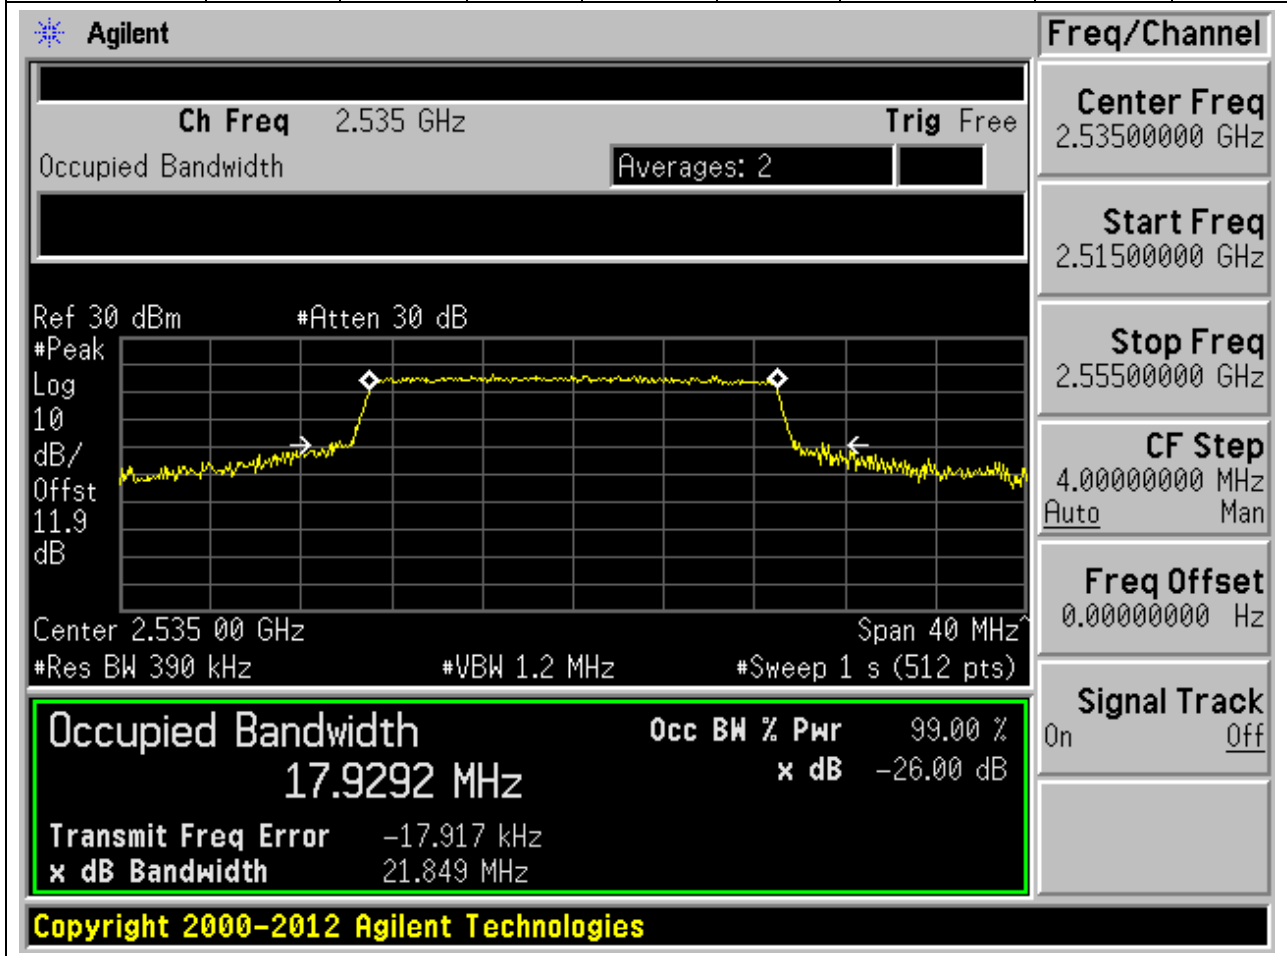 Agilent
Freq/Channel
Ch Freq 2.535 GHz Trig Free
Occupied Bandwidth Averages: 2
Center Freq
2.53500000 GHz
Start Freq
2.51500000 GHz
Stop Freq
2.55500000 GHz
CF Step
4.00000000 MHz
Auto Man
Freq Offset
0.00000000 Hz
Signal Track
On Off
Ref 30 dBm #Atten 30 dB
#Peak
Log
10
dB/
Offst
11.9
dB
Center 2.535 00 GHz Span 40 MHz^
#Res BW 390 kHz #VBW 1.2 MHz #Sweep 1 s (512 pts)
Occupied Bandwidth
17.9292 MHz
Occ BW % Pwr 99.00 %
x dB -26.00 dB
Transmit Freq Error -17.917 kHz
x dB Bandwidth 21.849 MHz
Copyright 2000-2012 Agilent Technologies